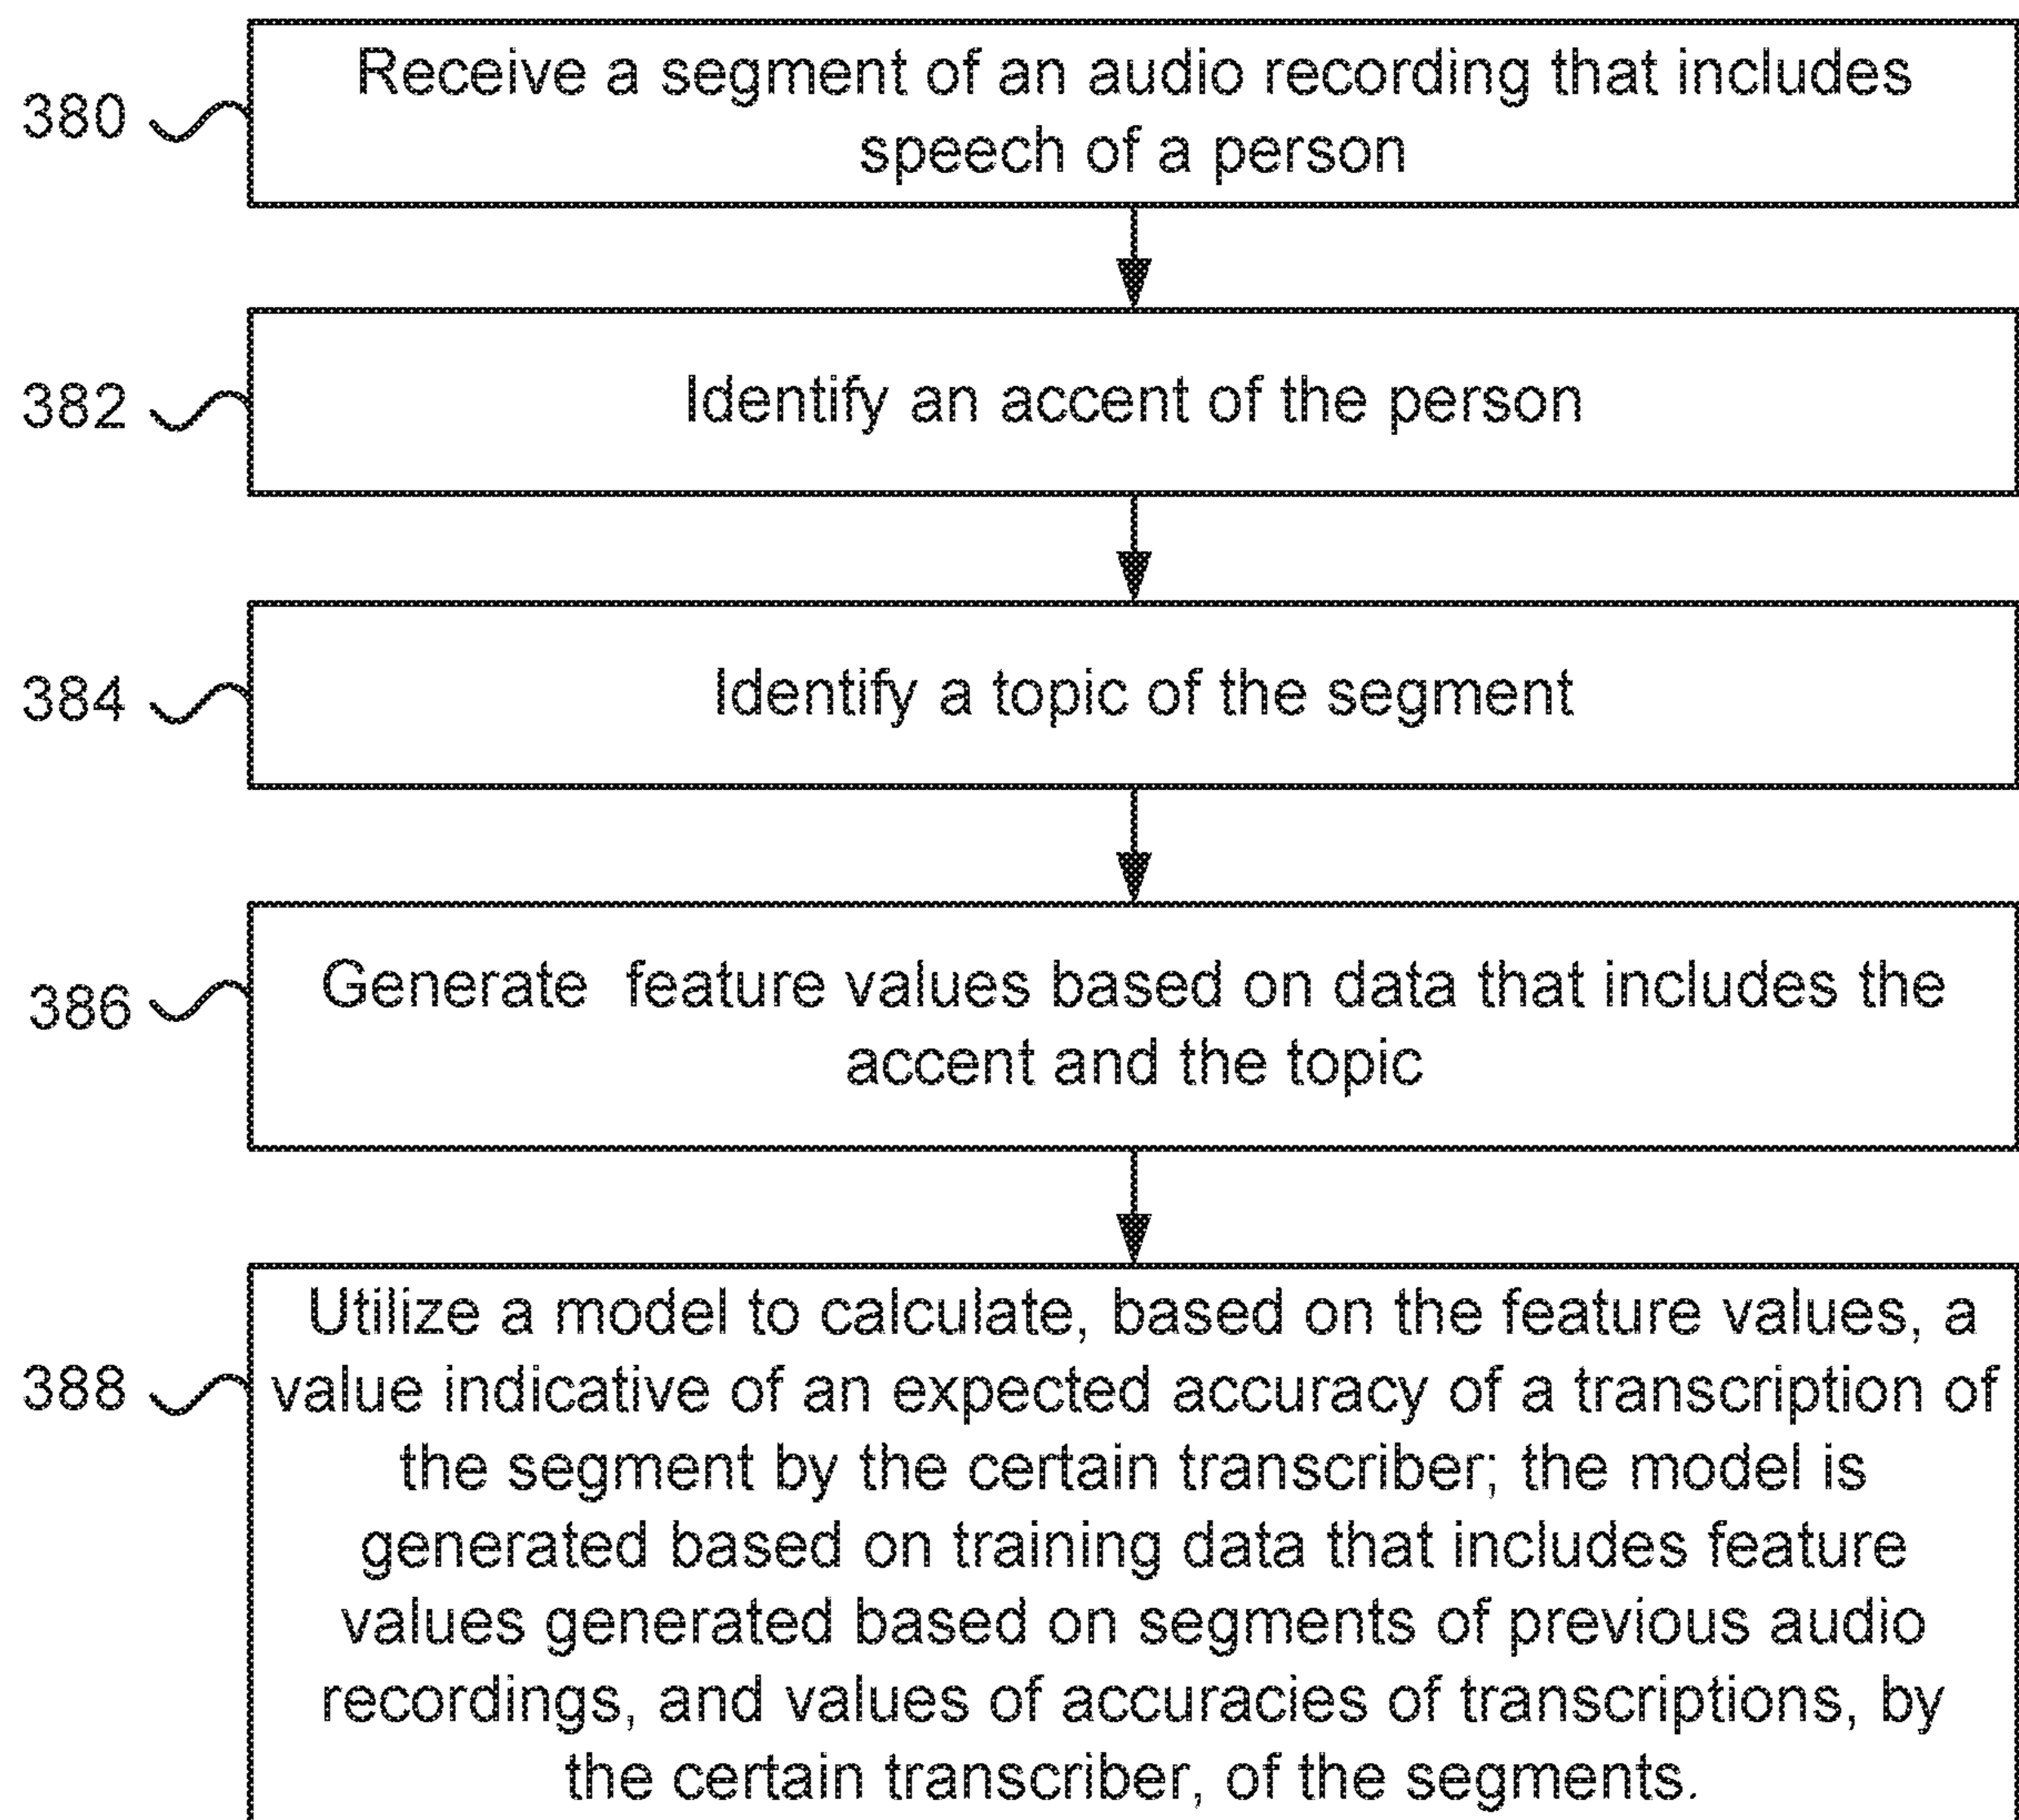 Receive a segment of an audio recording that includes
speech of a person
380
Identify an accent of the person
382
Identify a topic of the segment
384
Generate feature values based on data that includes the
accent and the topic
386
Utilize a model to calculate, based on the feature values, a
value indicative of an expected accuracy of a transcription of
the segment by the certain transcriber; the model is
generated based on training data that includes feature
values generated based on segments of previous audio
recordings, and values of accuracies of transcriptions, by
the certain transcriber, of the segments.
388